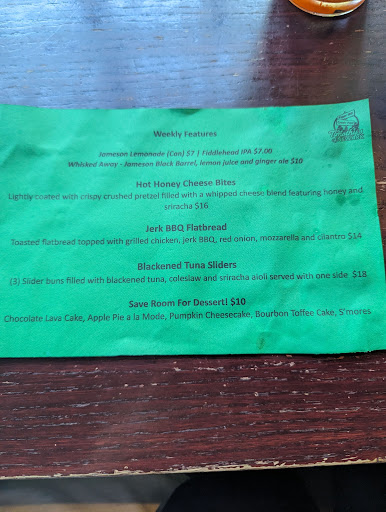 Weekly Features
Jameson Lemonade (Can) $7 | Fiddlehead IPA $7.00
Whisked Away - Jameson Black Barrel, lemon juice and ginger ale $10
Hot Honey Cheese Bites
Lightly coated with crispy crushed pretzel filled with a whipped cheese blend featuring honey and
sriracha $16
Jerk BBQ Flatbread
Toasted flatbread topped with grilled chicken, jerk BBQ, red onion, mozzarella and cilantro $14
Blackened Tuna Sliders
(3) Slider buns filled with blackened tuna, coleslaw and sriracha aioli served with one side $18
Save Room For Dessert! $10
Chocolate Lava Cake, Apple Pie a la Mode, Pumpkin Cheesecake, Bourbon Toffee Cake, S'mores